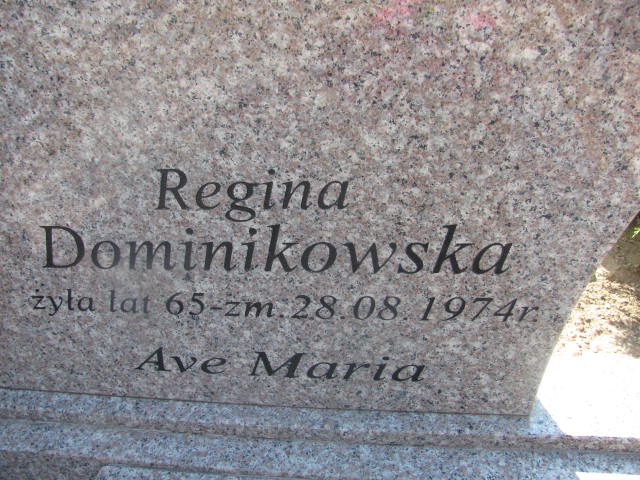 Regina
Dominikowska
żyła lat 65-zm.28.08.1974r.
Ave Maria